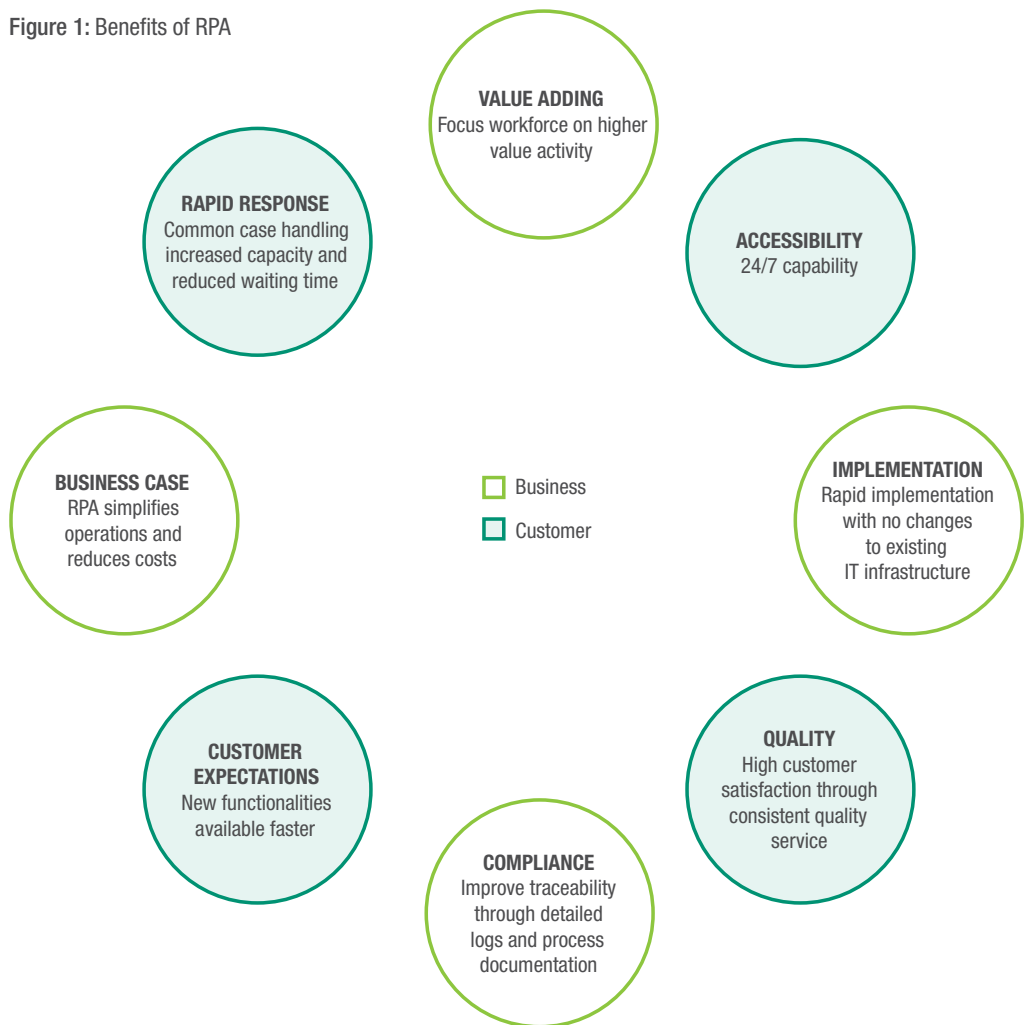 Figure 1: Benefits of RPA
VALUE ADDING
Focus workforce on higher
value activity
RAPID RESPONSE
Common case handling
increased capacity and
reduced waiting time
ACCESSIBILITY
24/7 capability
BUSINESS CASE
RPA simplifies
operations and
reduces costs
Business
Customer
IMPLEMENTATION
Rapid implementation
with no changes
to existing
IT infrastructure
CUSTOMER
EXPECTATIONS
New functionalities
available faster
QUALITY
High customer
satisfaction through
consistent quality
service
COMPLIANCE
Improve traceability
through detailed
logs and process
documentation